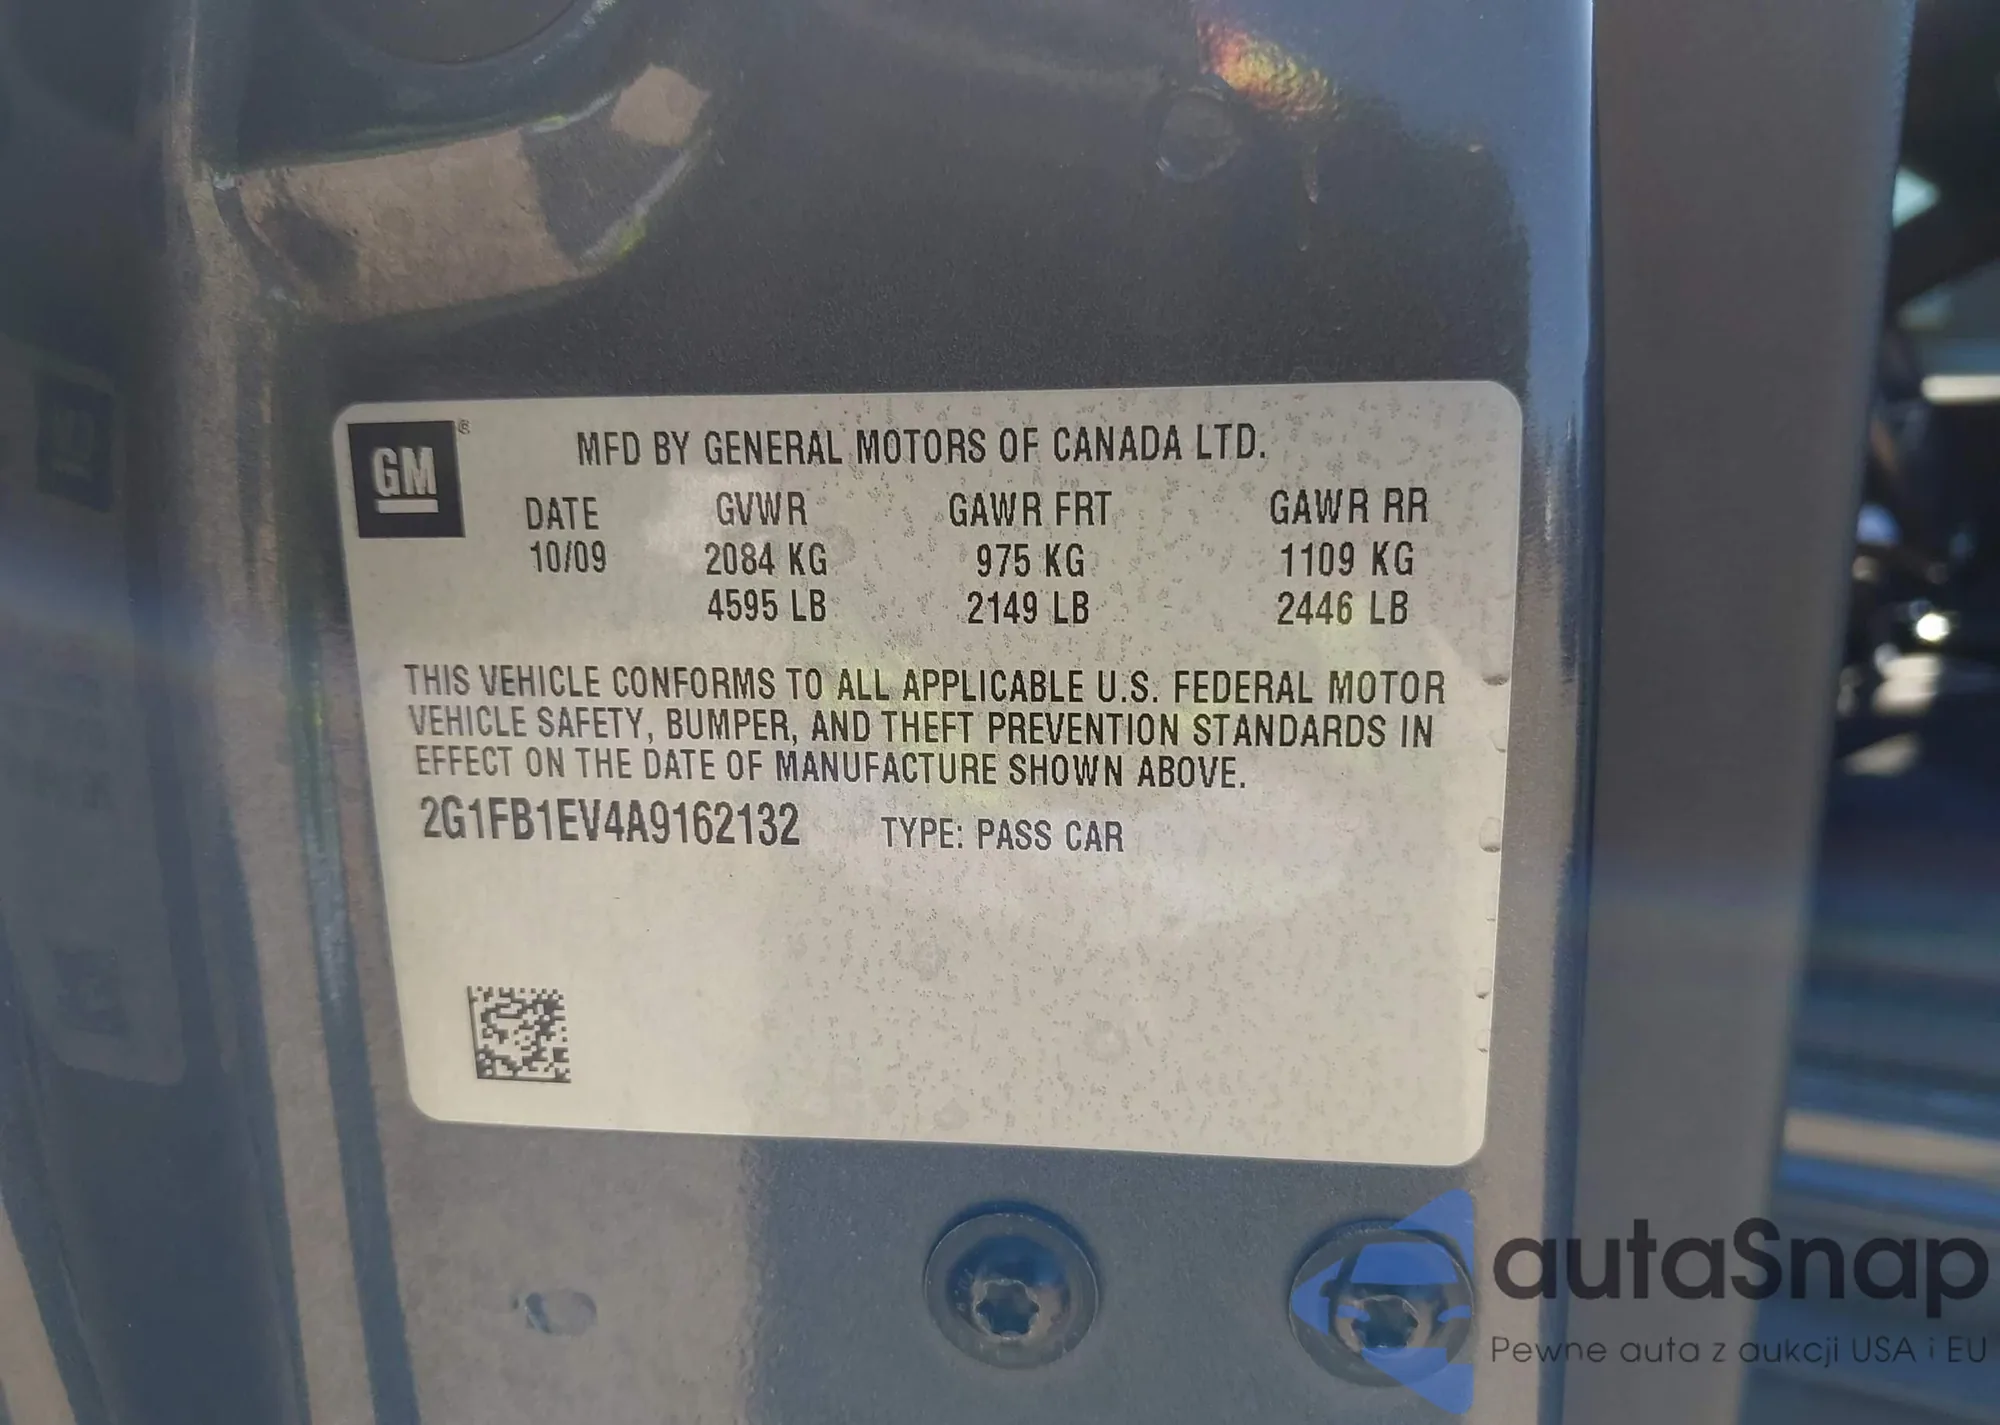 GM ®
MFD BY GENERAL MOTORS OF CANADA LTD.
DATE GVWR GAWR FRT GAWR RR
10/09 2084 KG 975 KG 1109 KG
4595 LB 2149 LB 2446 LB
THIS VEHICLE CONFORMS TO ALL APPLICABLE U.S. FEDERAL MOTOR
VEHICLE SAFETY, BUMPER, AND THEFT PREVENTION STANDARDS IN
EFFECT ON THE DATE OF MANUFACTURE SHOWN ABOVE.
2G1FB1EV4A9162132 TYPE: PASS CAR
autaSnap
Pewne auta z aukcji USA i EU